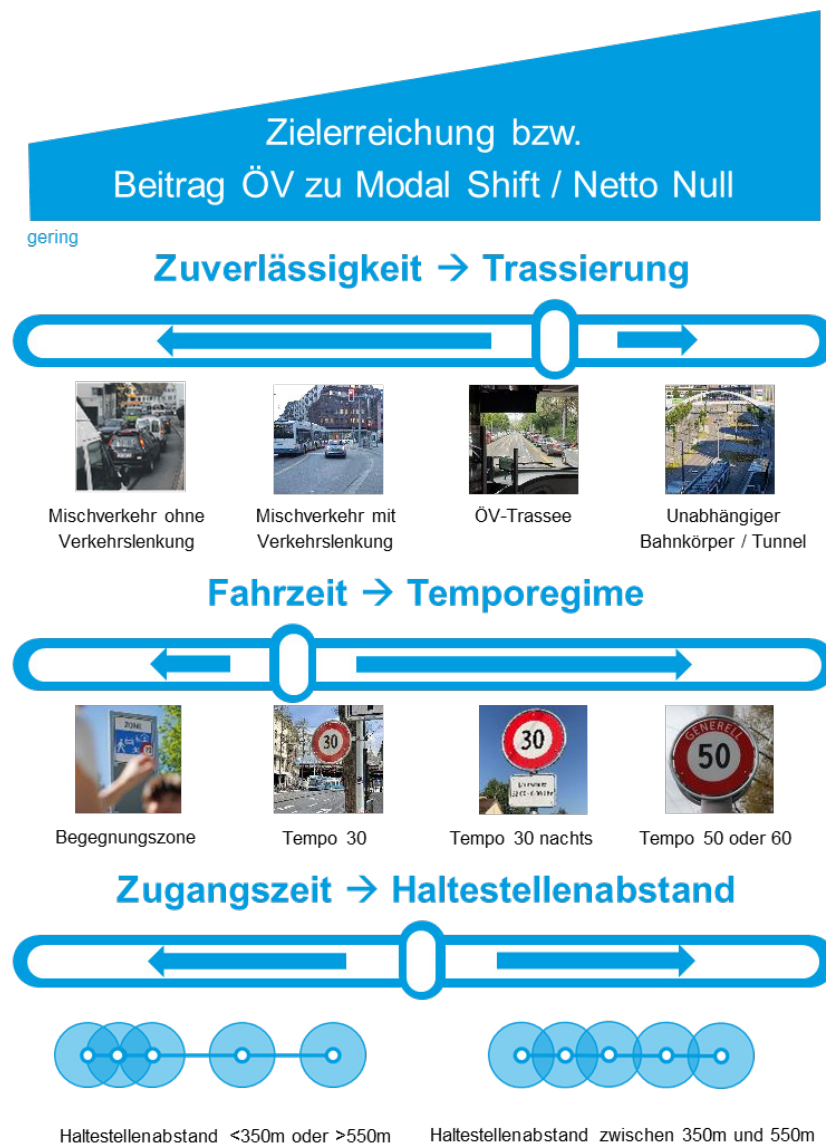 Zielerreichung bzw.
Beitrag ÖV zu Modal Shift / Netto Null
gering
Zuverlässigkeit → Trassierung
Mischverkehr ohne
Verkehrslenkung
Mischverkehr mit
Verkehrslenkung
ÖV-Trassee
Unabhängiger
Bahnkörper / Tunnel
Fahrzeit → Temporegime
ZONE
30
30
GENERELL
50
Begegnungszone
Tempo 30
Tempo 30 nachts
Tempo 50 oder 60
Zugangszeit → Haltestellenabstand
Haltestellenabstand <350m oder >550m
Haltestellenabstand zwischen 350m und 550m